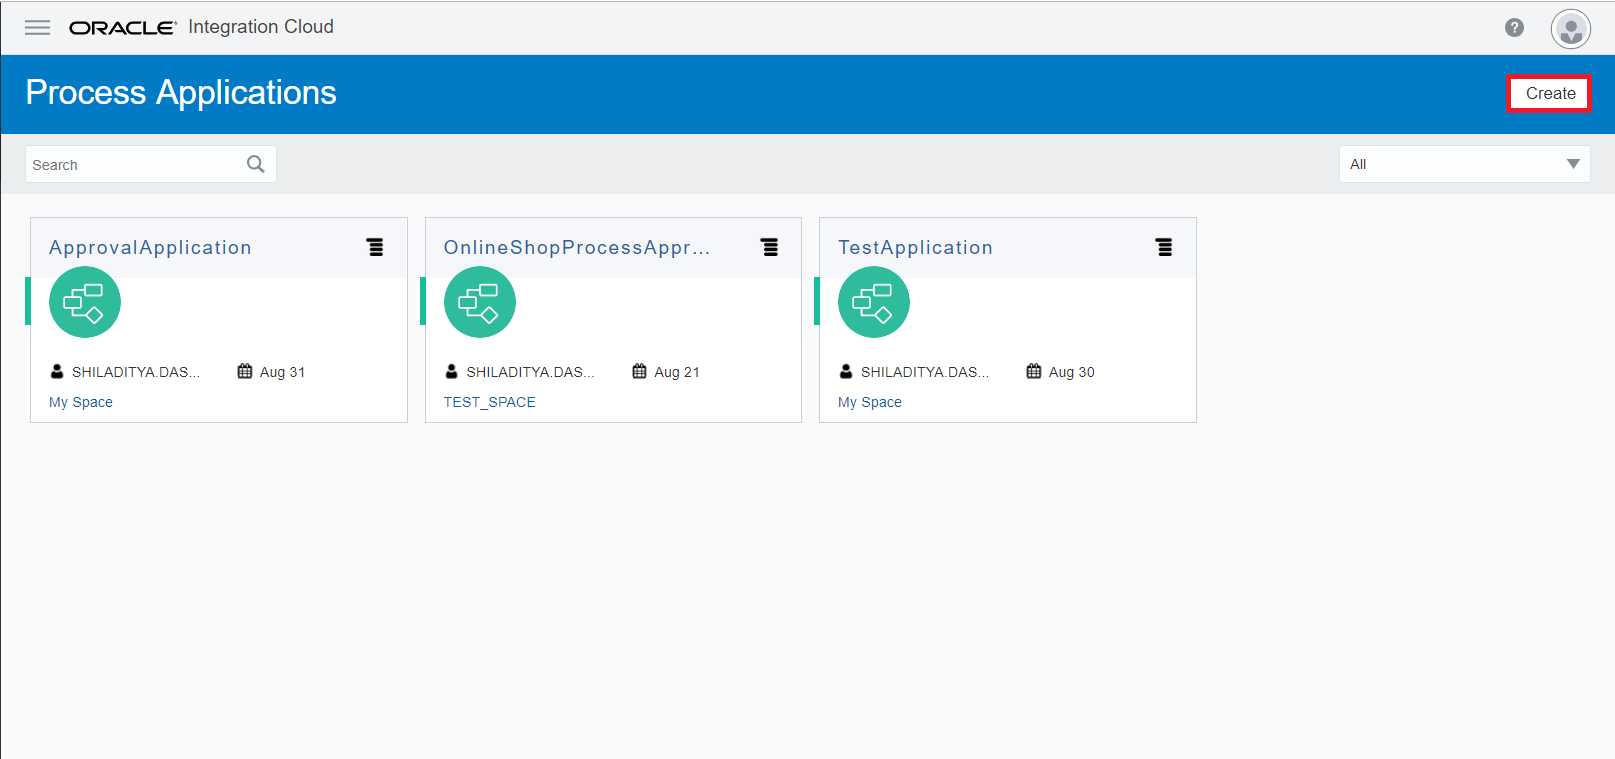 ORACLE Integration Cloud
?
Process Applications
Create
Search
All
ApprovalApplication
SHILADITYA.DAS... Aug 31
My Space
OnlineShopProcessAppr...
SHILADITYA.DAS... Aug 21
TEST_SPACE
TestApplication
SHILADITYA.DAS... Aug 30
My Space